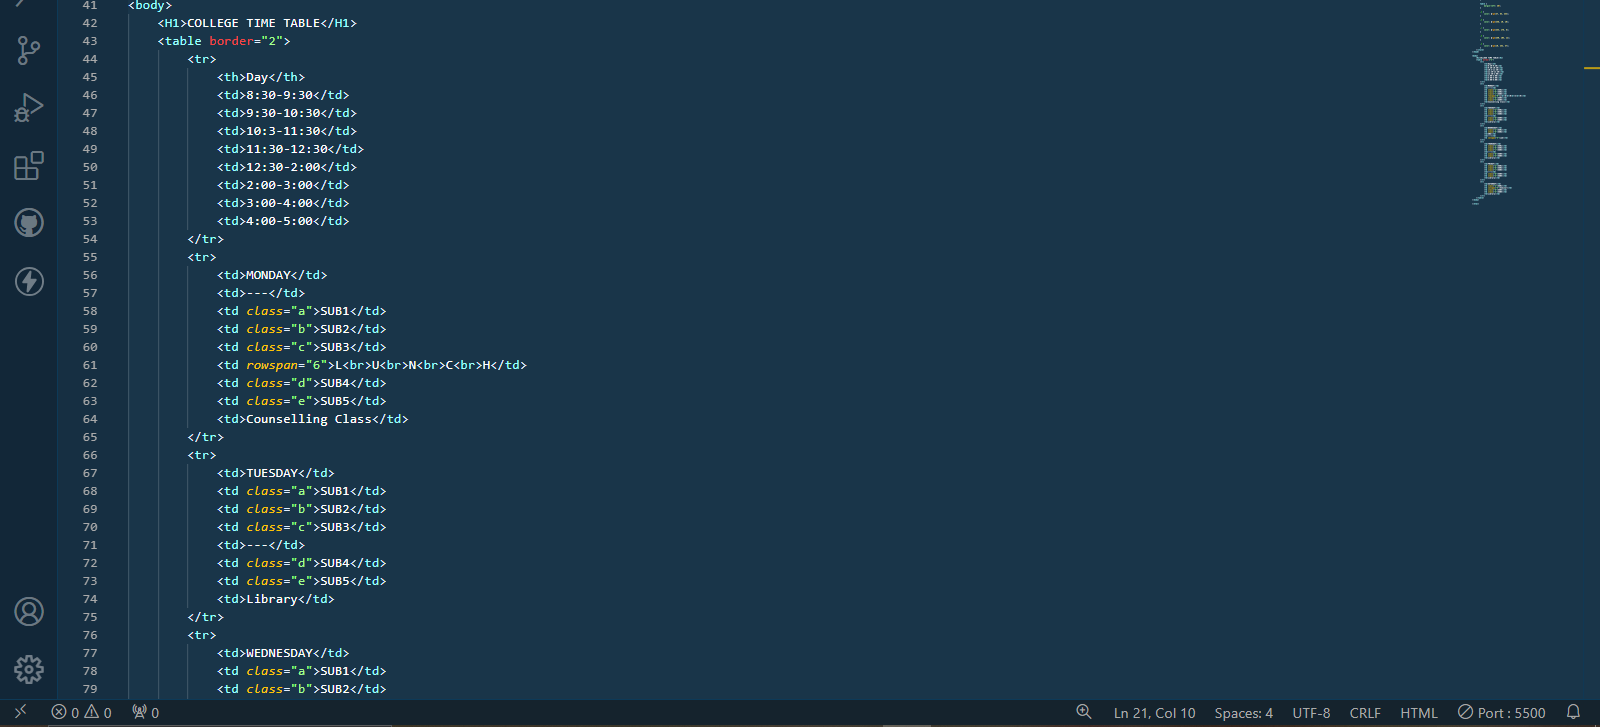 41 <body>
42 <H1>COLLEGE TIME TABLE</H1>
43 <table border="2">
44 <tr>
45 <th>Day</th>
46 <td>8:30-9:30</td>
47 <td>9:30-10:30</td>
48 <td>10:3-11:30</td>
49 <td>11:30-12:30</td>
50 <td>12:30-2:00</td>
51 <td>2:00-3:00</td>
52 <td>3:00-4:00</td>
53 <td>4:00-5:00</td>
54 </tr>
55 <tr>
56 <td>MONDAY</td>
57 <td>---</td>
58 <td class="a">SUB1</td>
59 <td class="b">SUB2</td>
60 <td class="c">SUB3</td>
61 <td rowspan="6">L<br>U<br>N<br>C<br>H</td>
62 <td class="d">SUB4</td>
63 <td class="e">SUB5</td>
64 <td>Counselling Class</td>
65 </tr>
66 <tr>
67 <td>TUESDAY</td>
68 <td class="a">SUB1</td>
69 <td class="b">SUB2</td>
70 <td class="c">SUB3</td>
71 <td>---</td>
72 <td class="d">SUB4</td>
73 <td class="e">SUB5</td>
74 <td>Library</td>
75 </tr>
76 <tr>
77 <td>WEDNESDAY</td>
78 <td class="a">SUB1</td>
79 <td class="b">SUB2</td>
0 0 0 Ln 21, Col 10 Spaces: 4 UTF-8 CRLF HTML Port : 5500